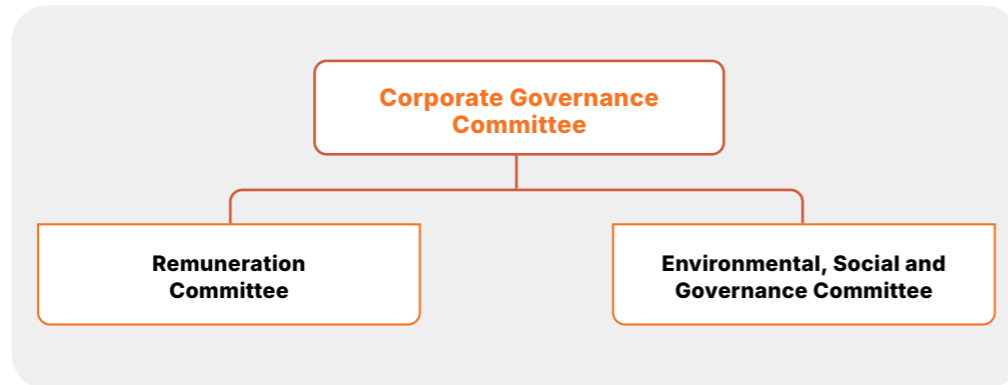 Corporate Governance
Committee
Remuneration
Committee
Environmental, Social and
Governance Committee